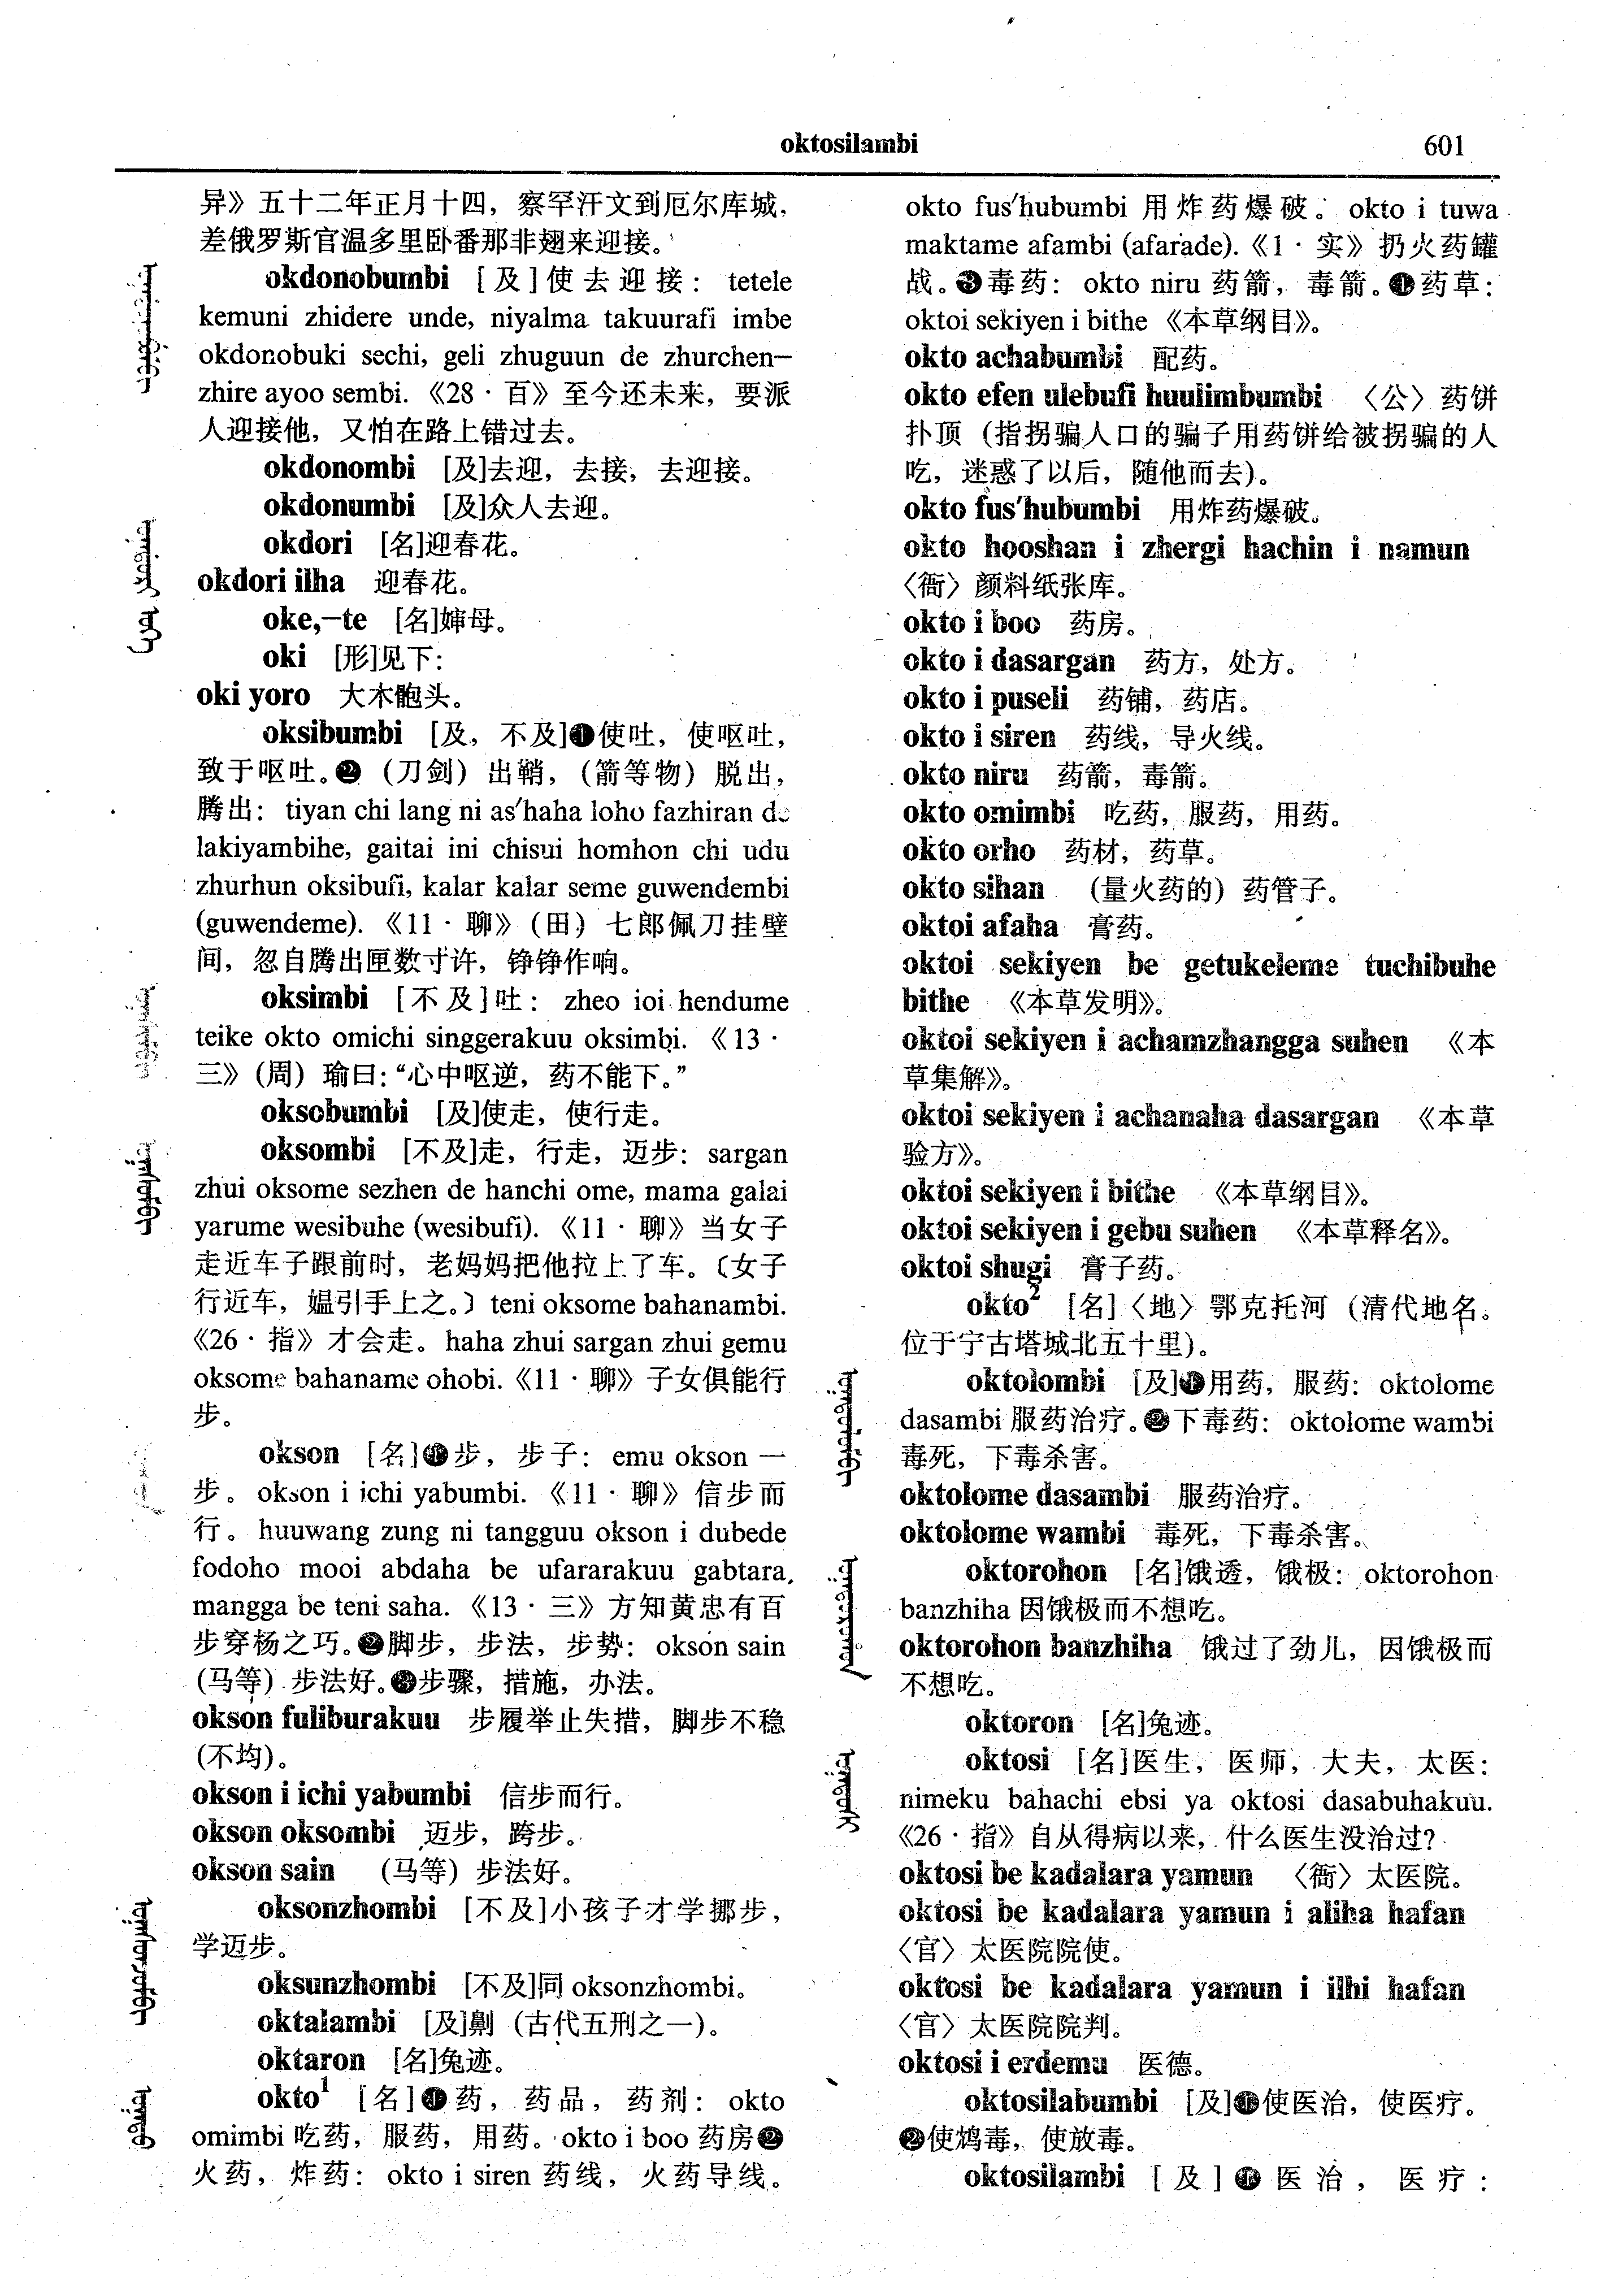 oktosilambi
601
异》五十二年正月十四，察罕汗文到厄尔库城，
差俄罗斯官温多里卧番那非翅来迎接。
okdonobumbi [及]使去迎接：tetele
kemuni zhidere unde, niyalma takuurafi imbe
okdonobuki sechi, geli zhuguun de zhurchen-
zhire ayoo sembi.《28·百》至今还未来，要派
人迎接他，又怕在路上错过去。
okdonombi [及]去迎，去接，去迎接。
okdonumbi [及]众人去迎。
okdori [名]迎春花。
okdori ilha 迎春花。
oke,-te [名]婶母。
oki [形]见下：
oki yoro 大木骲头。
oksibumbi [及，不及]❶使吐，使呕吐，
致于呕吐。❷（刀剑）出鞘，（箭等物）脱出，
腾出：tiyan chi lang ni as'haha loho fazhiran de
lakiyambihe, gaitai ini chisui homhon chi udu
zhurhun oksibufi, kalar kalar seme guwendembi
(guwendeme).《11·聊》（田）七郎佩刀挂壁
间，忽自腾出匣数寸许，铮铮作响。
oksimbi [不及]吐：zheo ioi hendume
teike okto omichi singgerakuu oksimbi.《13·
三》（周）瑜曰：“心中呕逆，药不能下。”
oksobumbi [及]使走，使行走。
oksombi [不及]走，行走，迈步：sargan
zhui oksome sezhen de hanchi ome, mama galai
yarume wesibuhe (wesibufi).《11·聊》当女子
走近车子跟前时，老妈妈把他拉上了车。〔女子
行近车，媪引手上之。〕teni oksome bahanambi.
《26·指》才会走。haha zhui sargan zhui gemu
oksome bahaname ohobi.《11·聊》子女俱能行
步。
okson [名]❶步，步子：emu okson 一
步。okson i ichi yabumbi.《11·聊》信步而
行。huuwang zung ni tangguu okson i dubede
fodoho mooi abdaha be ufararakuu gabtara
mangga be teni saha.《13·三》方知黄忠有百
步穿杨之巧。❷脚步，步法，步势：okson sain
（马等）步法好。❸步骤，措施，办法。
okson fuliburakuu 步履举止失措，脚步不稳
（不均）。
okson i ichi yabumbi 信步而行。
okson oksombi 迈步，跨步。
okson sain （马等）步法好。
oksonzhombi [不及]小孩子才学挪步，
学迈步。
oksunzhombi [不及]同 oksonzhombi。
oktalambi [及]劓（古代五刑之一）。
oktaron [名]兔迹。
okto¹ [名]❶药，药品，药剂：okto
omimbi 吃药，服药，用药。okto i boo 药房❷
火药，炸药：okto i siren 药线，火药导线。
okto fus'hubumbi 用炸药爆破。okto i tuwa
maktame afambi (afarade).《1·实》扔火药罐
战。❸毒药：okto niru 药箭，毒箭。❹药草：
oktoi sekiyen i bithe《本草纲目》。
okto achabumbi 配药。
okto efen ulebufi huulimbumbi 〈公〉药饼
扑顶（指拐骗人口的骗子用药饼给被拐骗的人
吃，迷惑了以后，随他而去）。
okto fus'hubumbi 用炸药爆破。
okto hooshan i zhergi hachin i namun
〈衙〉颜料纸张库。
okto i boo 药房。
okto i dasargan 药方，处方。
okto i puseli 药铺，药店。
okto i siren 药线，导火线。
okto niru 药箭，毒箭。
okto omimbi 吃药，服药，用药。
okto orho 药材，药草。
okto sihan （量火药的）药管子。
oktoi afaha 膏药。
oktoi sekiyen be getukeleme tuchibuhe
bithe 《本草发明》。
oktoi sekiyen i achamzhangga suhen 《本
草集解》。
oktoi sekiyen i achanaha dasargan 《本草
验方》。
oktoi sekiyen i bithe 《本草纲目》。
oktoi sekiyen i gebu suhen 《本草释名》。
oktoi shugi 膏子药。
okto² [名]〈地〉鄂克托河（清代地名。
位于宁古塔城北五十里）。
oktolombi [及]❶用药，服药：oktolome
dasambi 服药治疗。❷下毒药：oktolome wambi
毒死，下毒杀害。
oktolome dasambi 服药治疗。
oktolome wambi 毒死，下毒杀害。
oktorohon [名]饿透，饿极：oktorohon
banzhiha 因饿极而不想吃。
oktorohon banzhiha 饿过了劲儿，因饿极而
不想吃。
oktoron [名]兔迹。
oktosi [名]医生，医师，大夫，太医：
nimeku bahachi ebsi ya oktosi dasabuhakuu.
《26·指》自从得病以来，什么医生没治过？
oktosi be kadalara yamun 〈衙〉太医院。
oktosi be kadalara yamun i aliha hafan
〈官〉太医院院使。
oktosi be kadalara yamun i ilhi hafan
〈官〉太医院院判。
oktosi i erdemu 医德。
oktosilabumbi [及]❶使医治，使医疗。
❷使鸩毒，使放毒。
oktosilambi [及]❶医治，医疗：